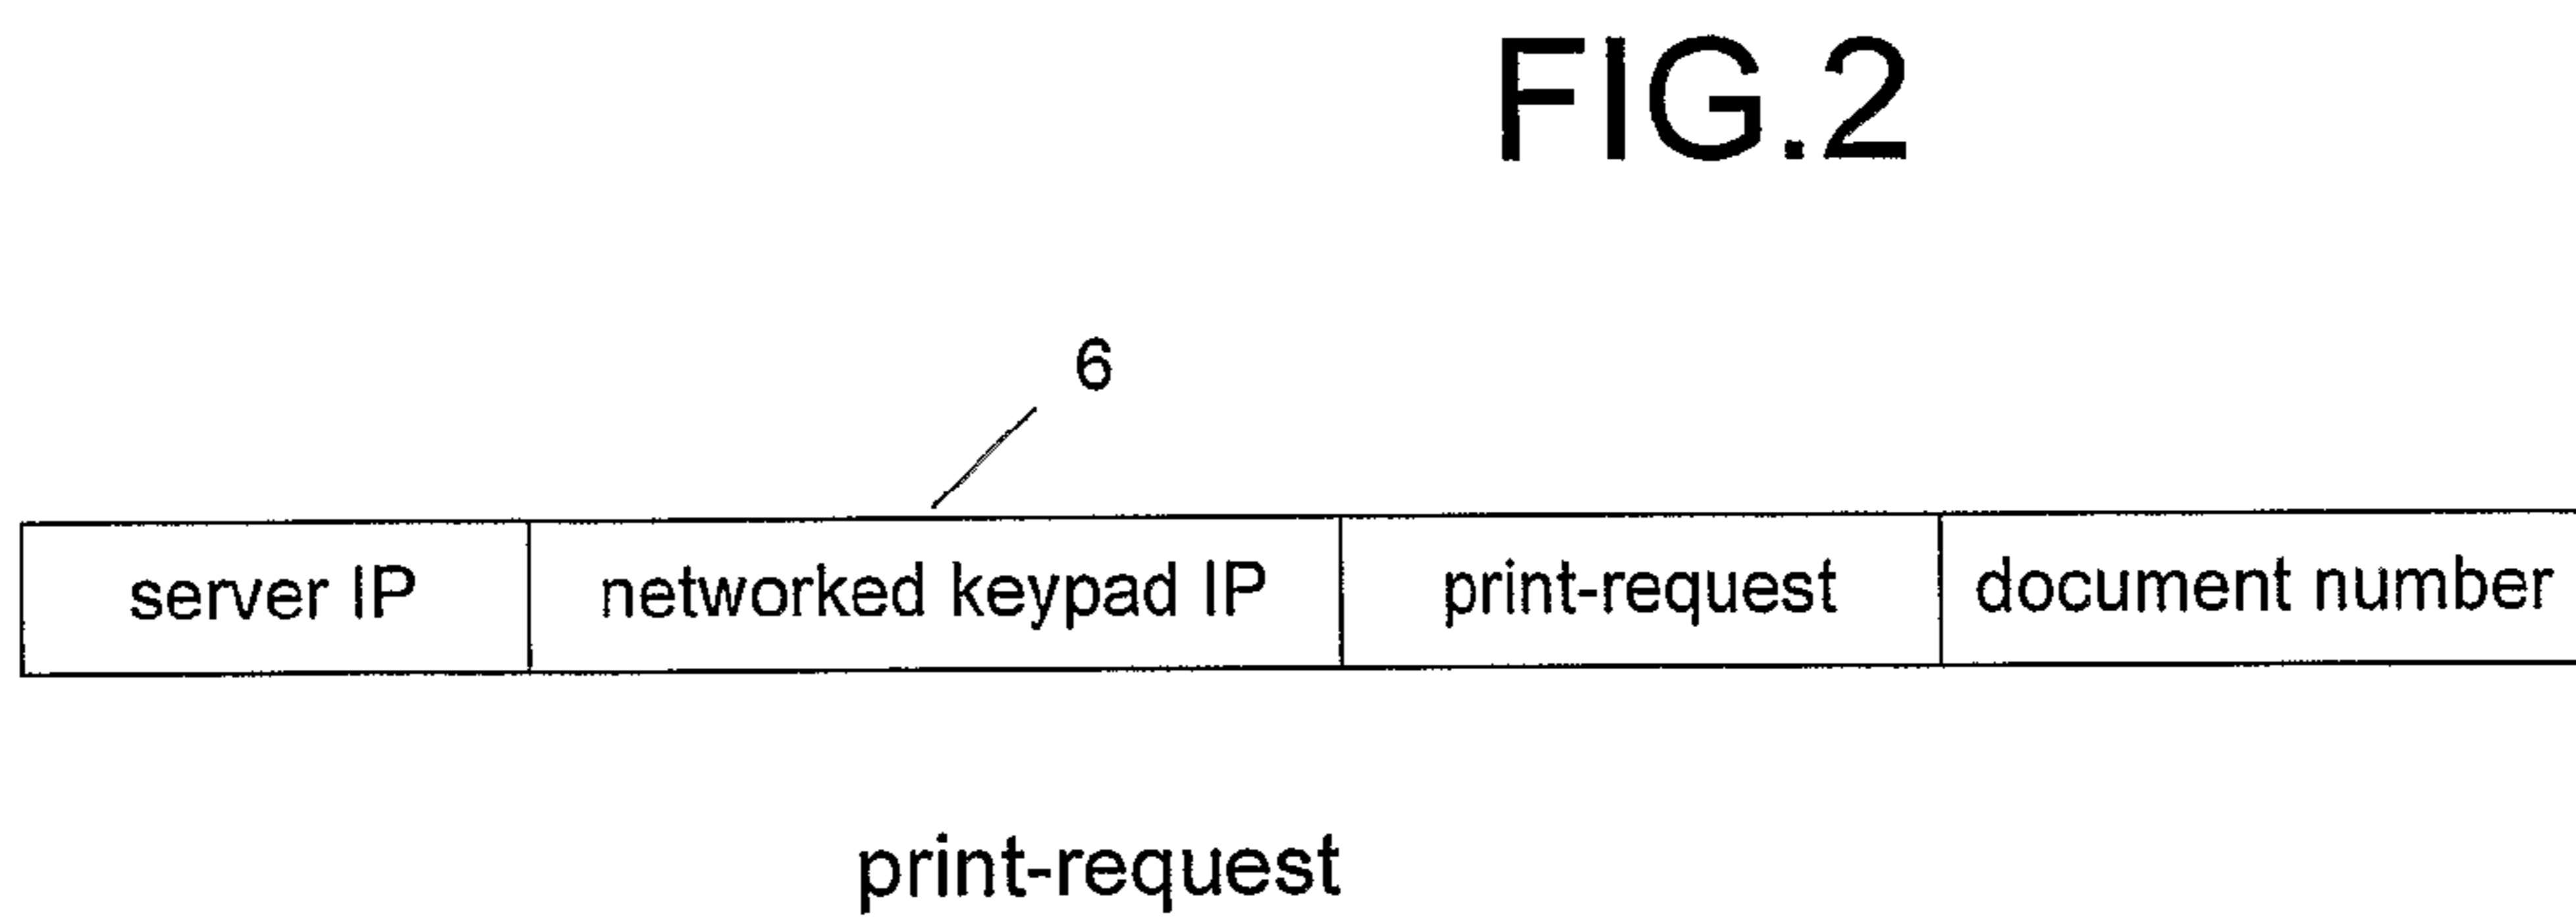 FIG.2
6
server IP networked keypad IP print-request document number
print-request